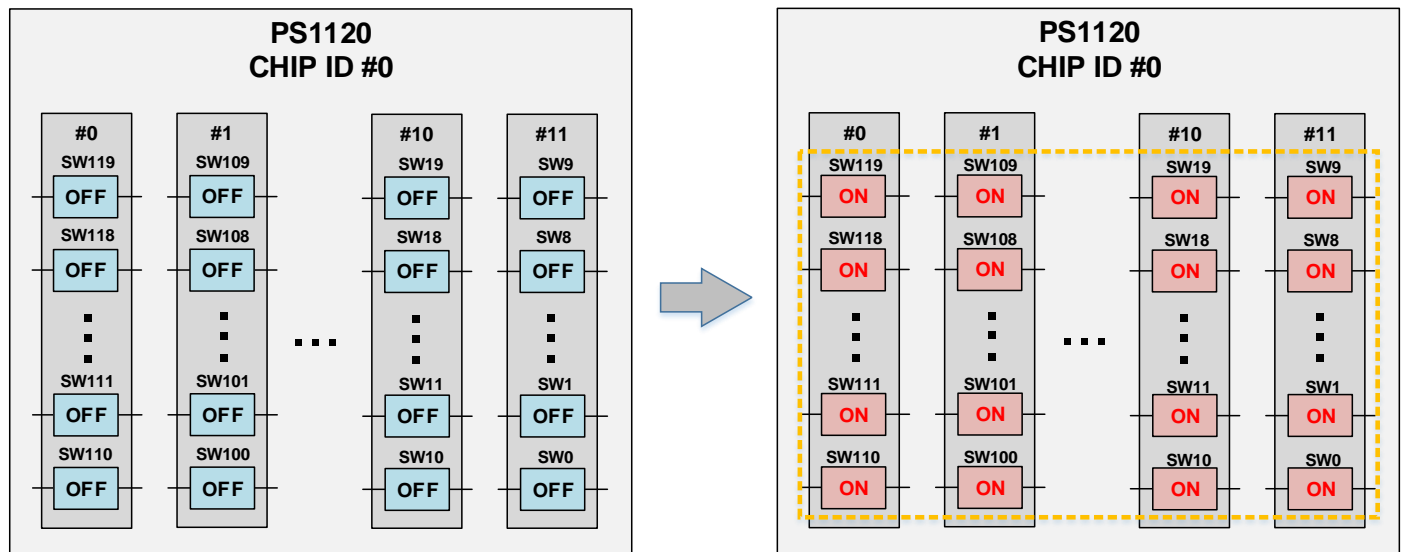 PS1120
CHIP ID #0
#0 #1 #10 #11
SW119 SW109 SW19 SW9
OFF OFF OFF OFF
SW118 SW108 SW18 SW8
OFF OFF OFF OFF
SW111 SW101 SW11 SW1
OFF OFF OFF OFF
SW110 SW100 SW10 SW0
OFF OFF OFF OFF
PS1120
CHIP ID #0
#0 #1 #10 #11
SW119 SW109 SW19 SW9
ON ON ON ON
SW118 SW108 SW18 SW8
ON ON ON ON
SW111 SW101 SW11 SW1
ON ON ON ON
SW110 SW100 SW10 SW0
ON ON ON ON